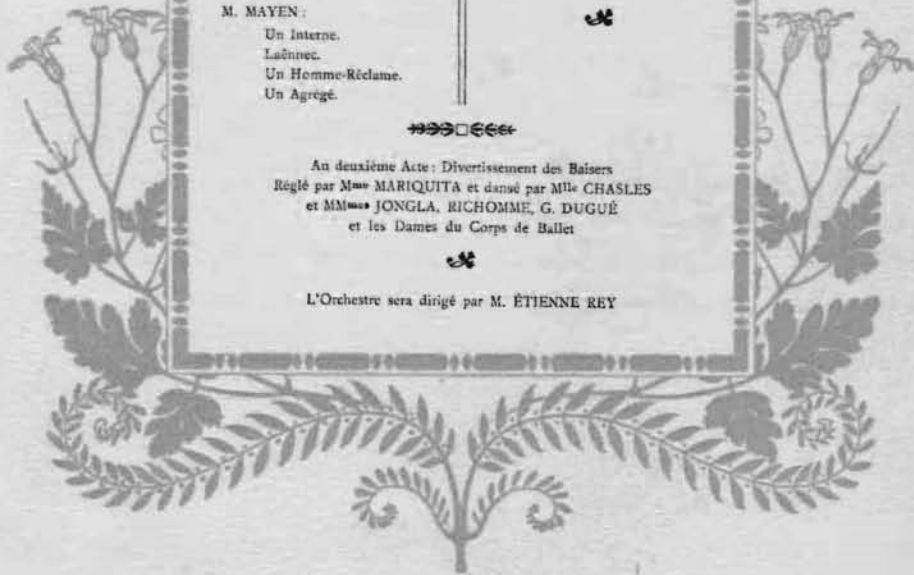 M. MAYEN :
Un Interne.
Laënnec.
Un Homme-Réclame.
Un Agrégé.
Au deuxième Acte : Divertissement des Baisers
Réglé par Mme MARIQUITA et dansé par Mlle CHASLES
et MMmes JONGLA, RICHOMME, G. DUGUÉ
et les Dames du Corps de Ballet
L'Orchestre sera dirigé par M. ÉTIENNE REY